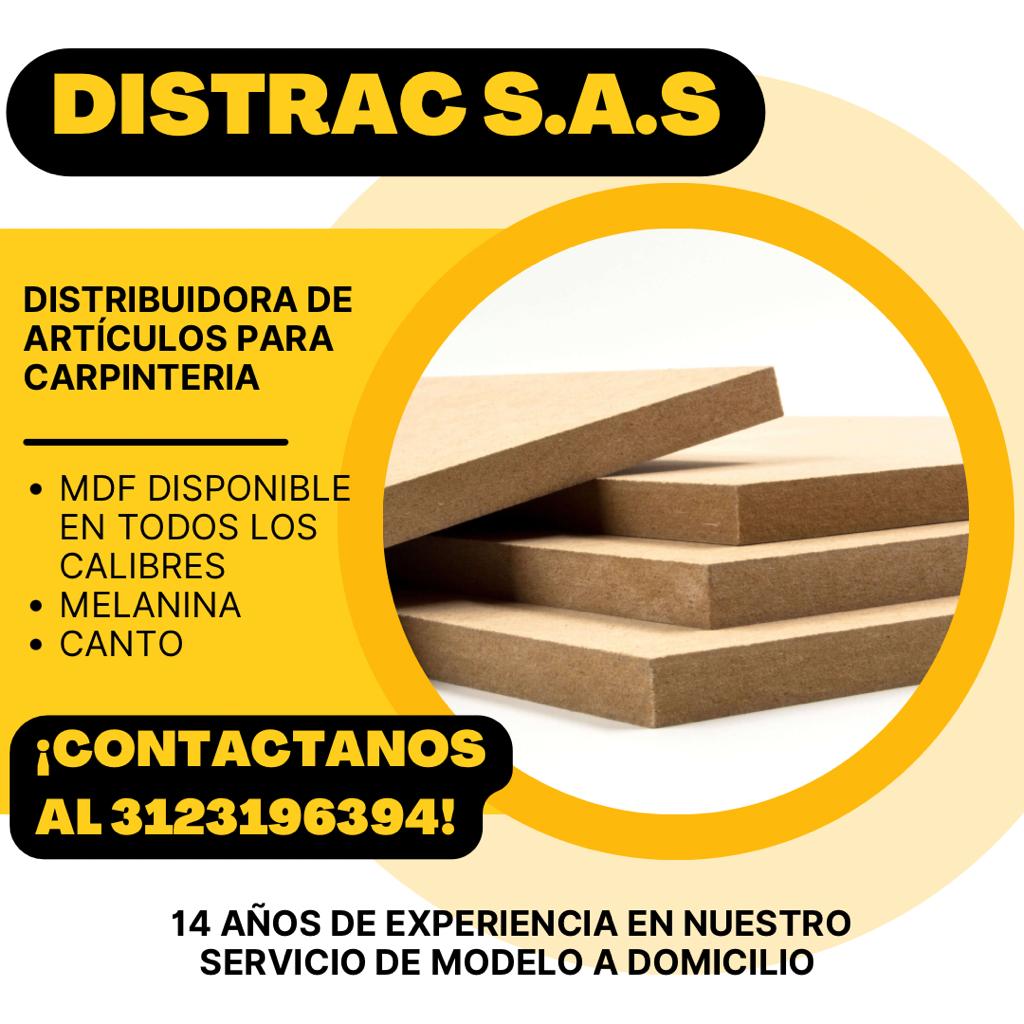 DISTRAC S.A.S
DISTRIBUIDORA DE
ARTÍCULOS PARA
CARPINTERIA
• MDF DISPONIBLE
EN TODOS LOS
CALIBRES
• MELANINA
• CANTO
¡CONTACTANOS
AL 3123196394!
14 AÑOS DE EXPERIENCIA EN NUESTRO
SERVICIO DE MODELO A DOMICILIO